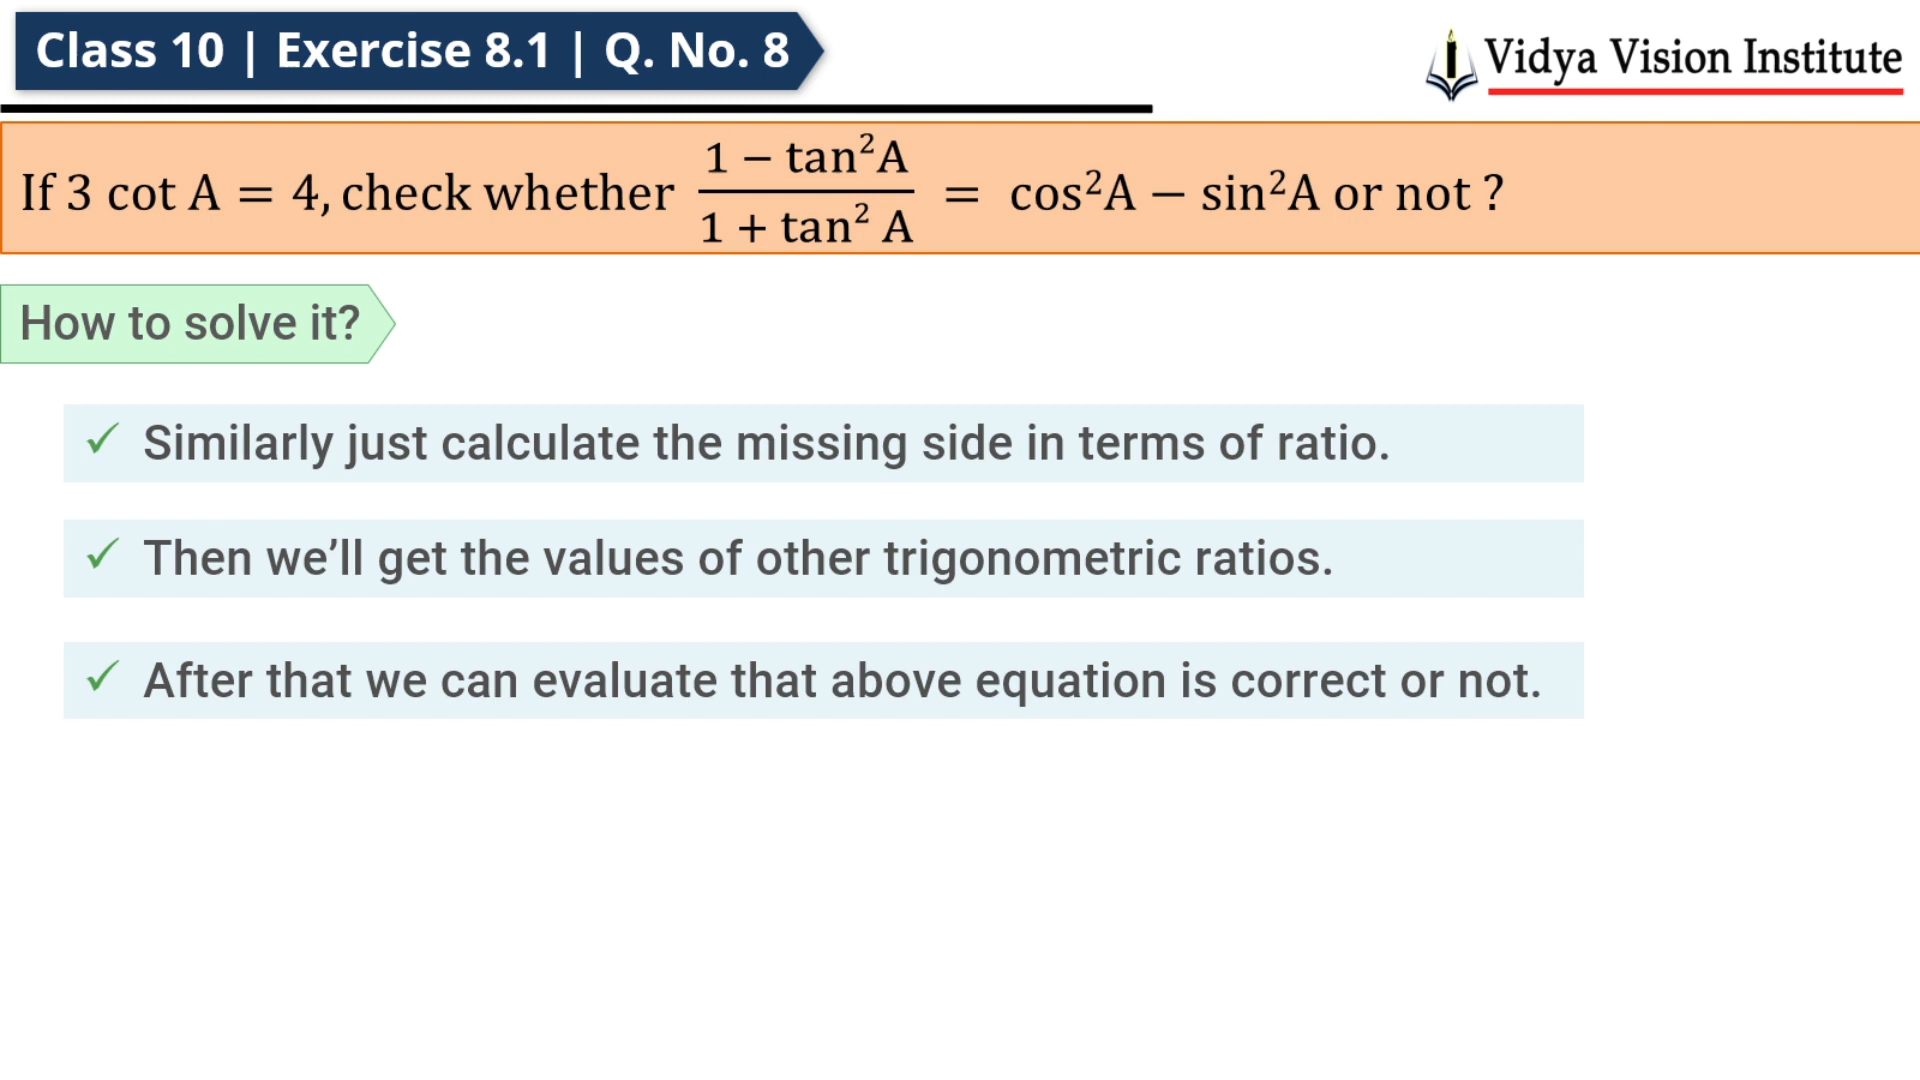 Class 10 | Exercise 8.1 | Q. No. 8
Vidya Vision Institute
If 3 cot A = 4, check whether (1 − tan²A)/(1 + tan² A) = cos²A − sin²A or not ?
How to solve it?
✓ Similarly just calculate the missing side in terms of ratio.
✓ Then we’ll get the values of other trigonometric ratios.
✓ After that we can evaluate that above equation is correct or not.